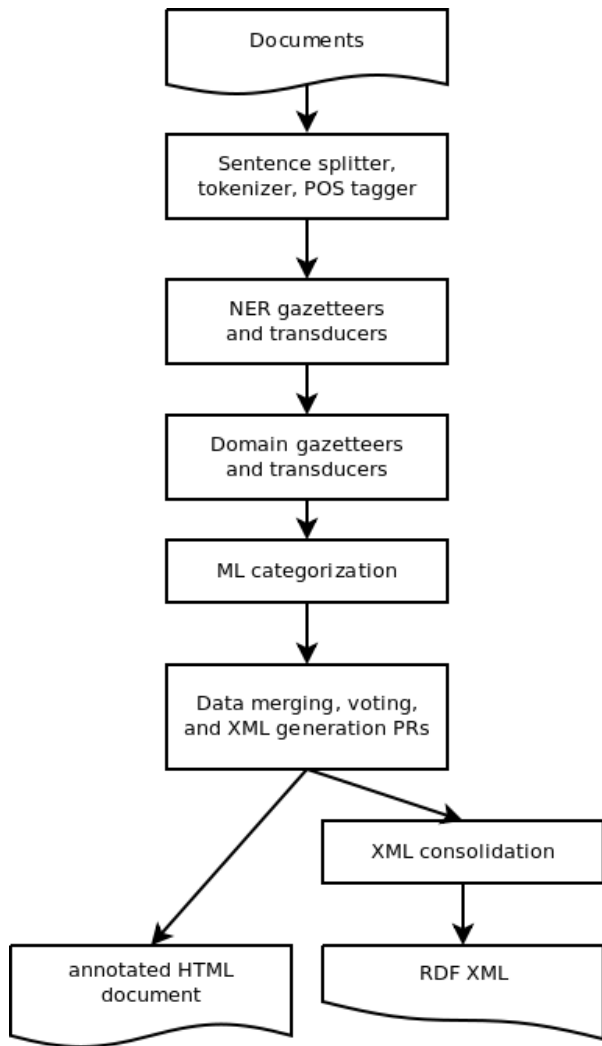 Documents
Sentence splitter,
tokenizer, POS tagger
NER gazetteers
and transducers
Domain gazetteers
and transducers
ML categorization
Data merging, voting,
and XML generation PRs
XML consolidation
annotated HTML
document
RDF XML